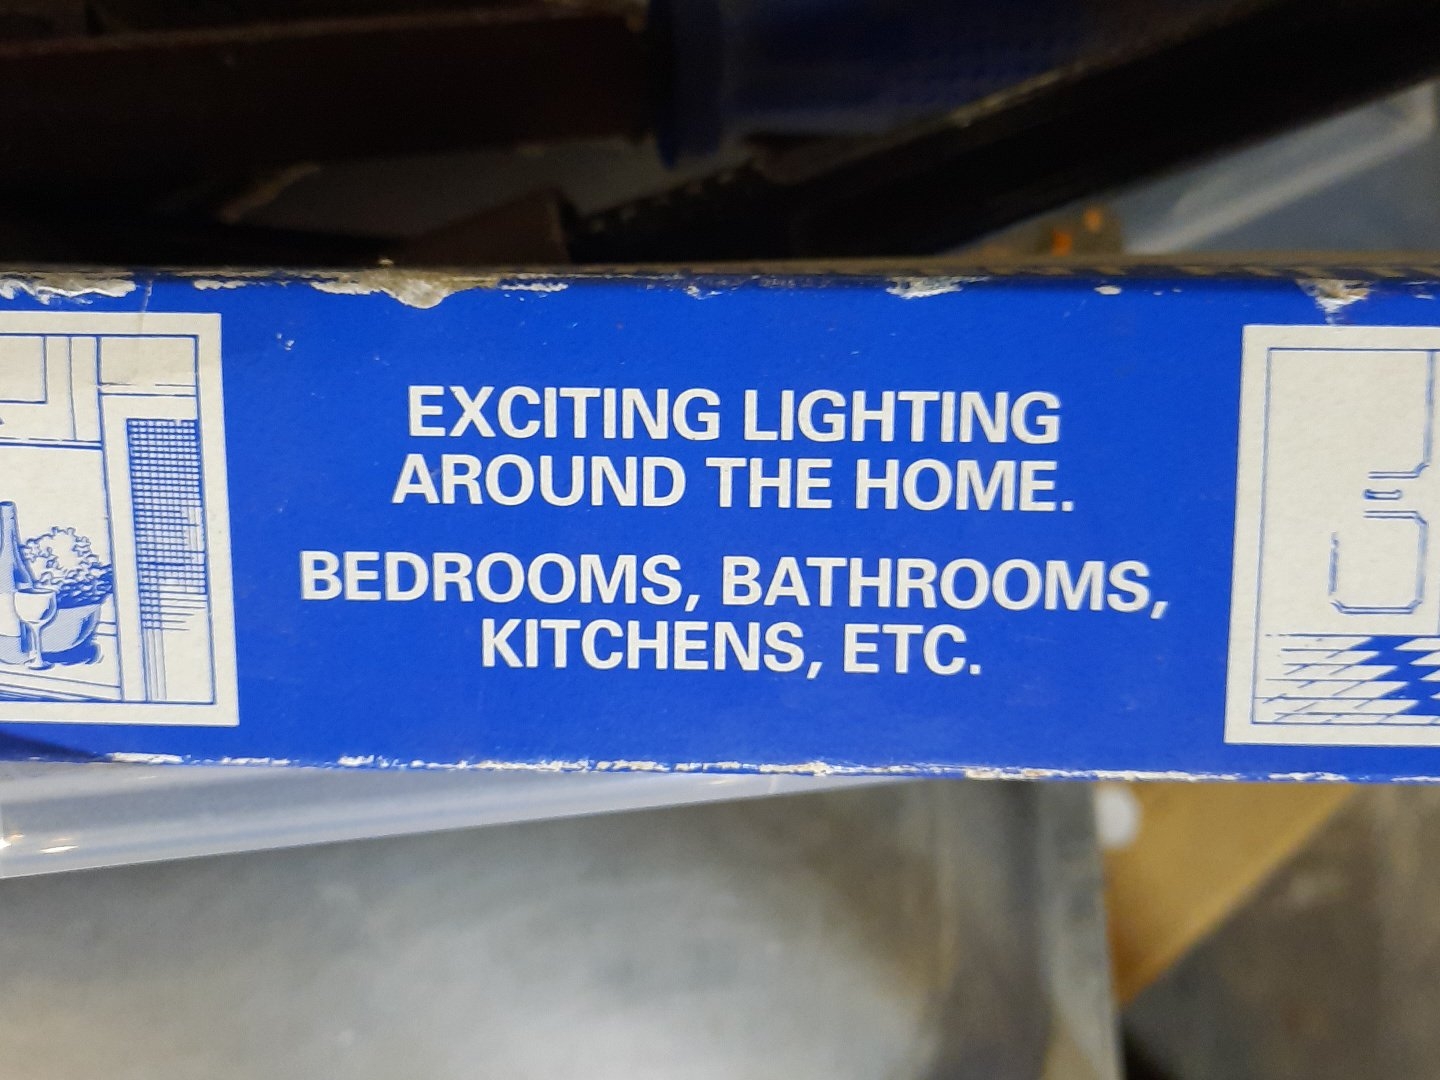 EXCITING LIGHTING
AROUND THE HOME.
BEDROOMS, BATHROOMS,
KITCHENS, ETC.